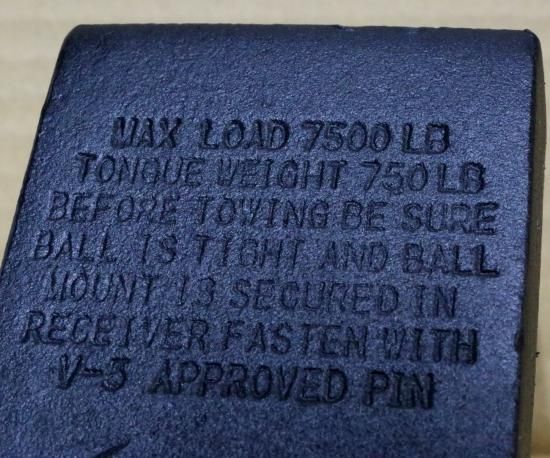 MAX LOAD 7500 LB
TONGUE WEIGHT 750 LB
BEFORE TOWING BE SURE
BALL IS TIGHT AND BALL
MOUNT IS SECURED IN
RECEIVER. FASTEN WITH
V-5 APPROVED PIN